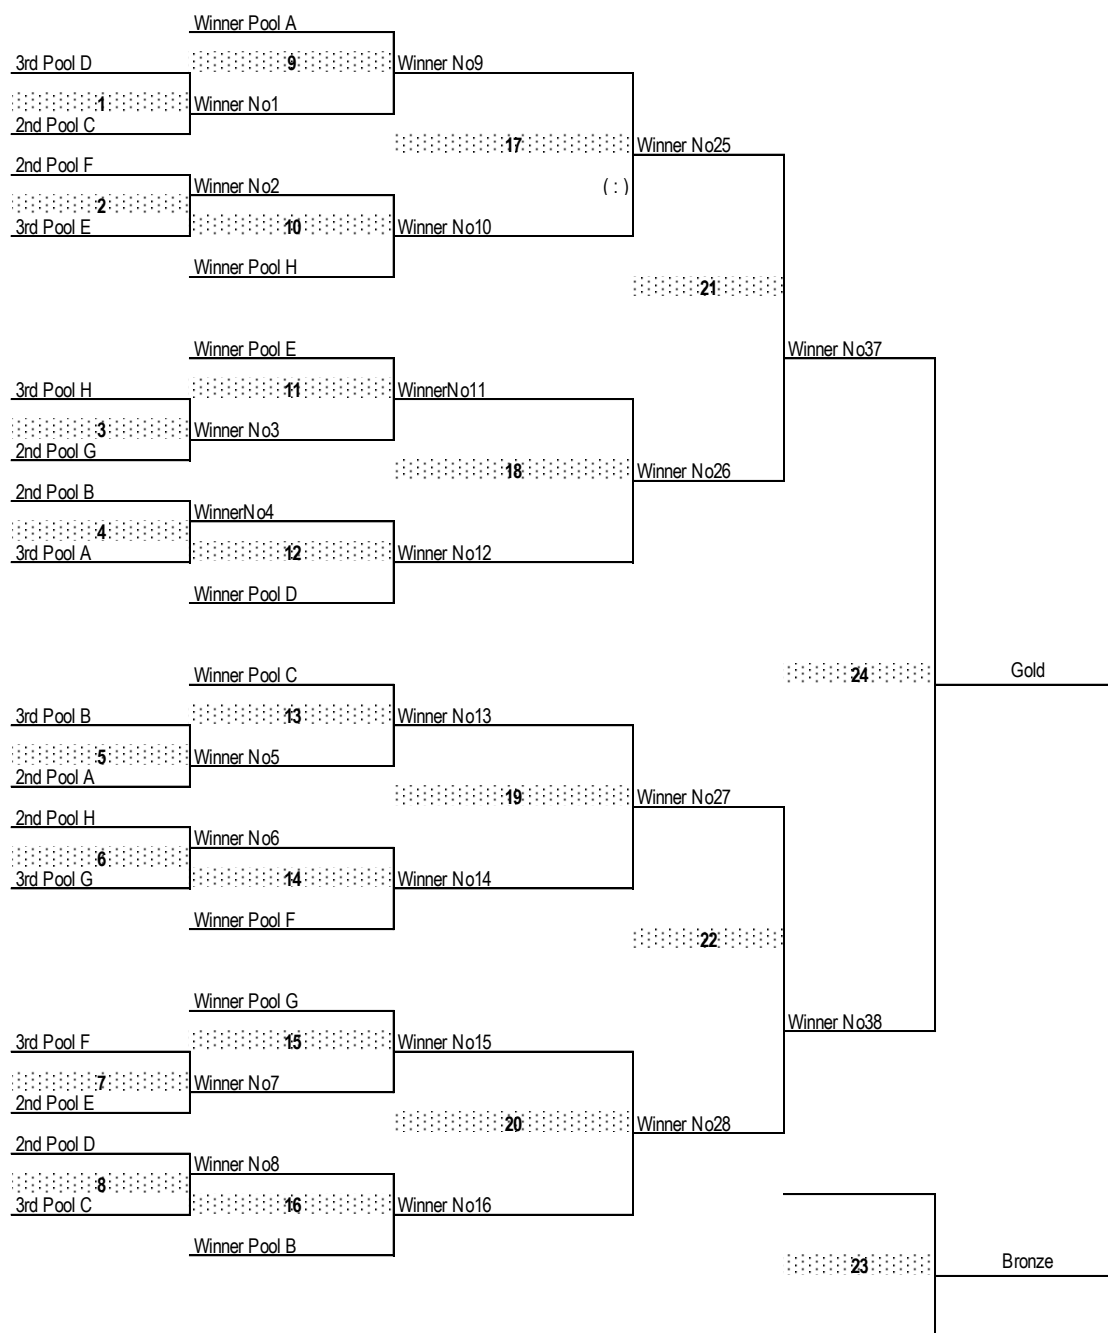 Winner Pool A
3rd Pool D
9
Winner No9
1
Winner No1
2nd Pool C
17
Winner No25
2nd Pool F
Winner No2
( : )
2
3rd Pool E
10
Winner No10
Winner Pool H
21
Winner Pool E
Winner No37
3rd Pool H
11
WinnerNo11
3
Winner No3
2nd Pool G
18
Winner No26
2nd Pool B
WinnerNo4
4
3rd Pool A
12
Winner No12
Winner Pool D
Winner Pool C
24
Gold
3rd Pool B
13
Winner No13
5
Winner No5
2nd Pool A
19
Winner No27
2nd Pool H
Winner No6
6
3rd Pool G
14
Winner No14
Winner Pool F
22
Winner Pool G
Winner No38
3rd Pool F
15
Winner No15
7
Winner No7
2nd Pool E
20
Winner No28
2nd Pool D
Winner No8
8
3rd Pool C
16
Winner No16
Winner Pool B
23
Bronze